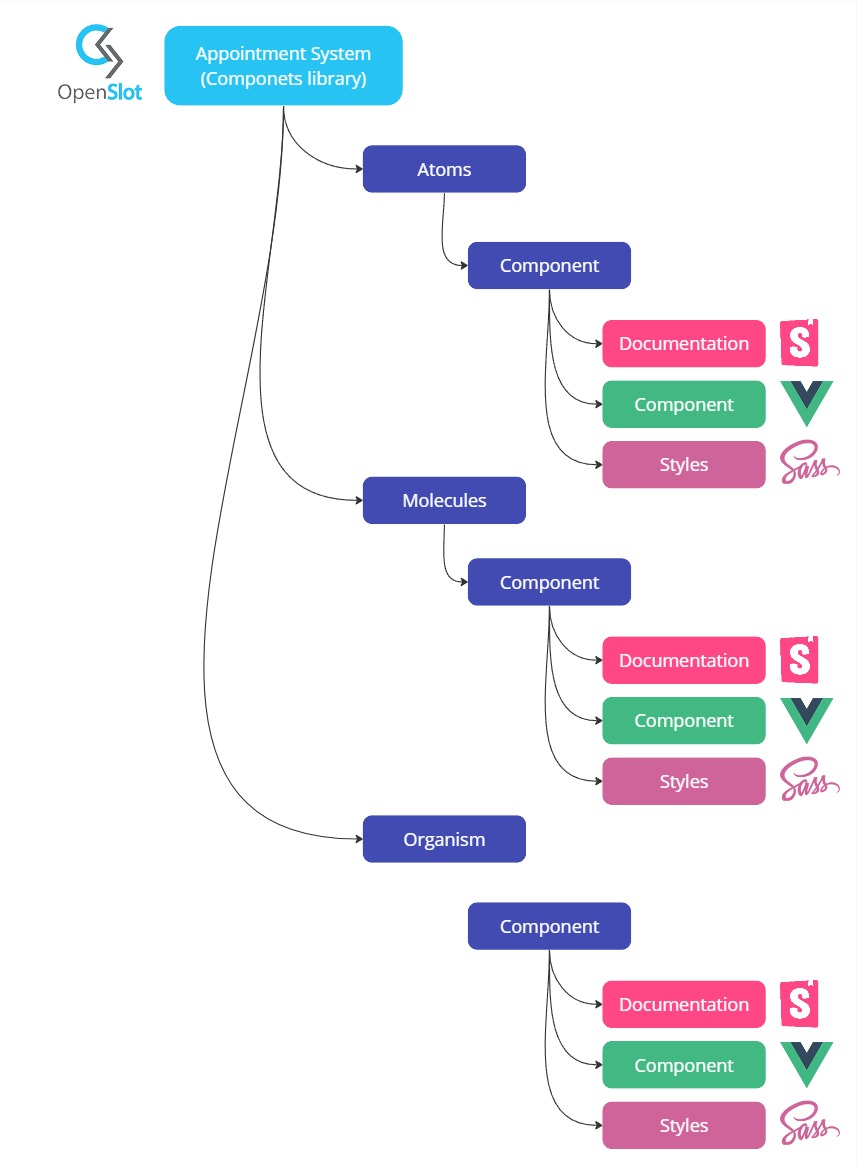 OpenSlot
Appointment System
(Componets library)
Atoms
Component
Documentation
S
Component
Styles
Sass
Molecules
Component
Documentation
S
Component
Styles
Sass
Organism
Component
Documentation
S
Component
Styles
Sass